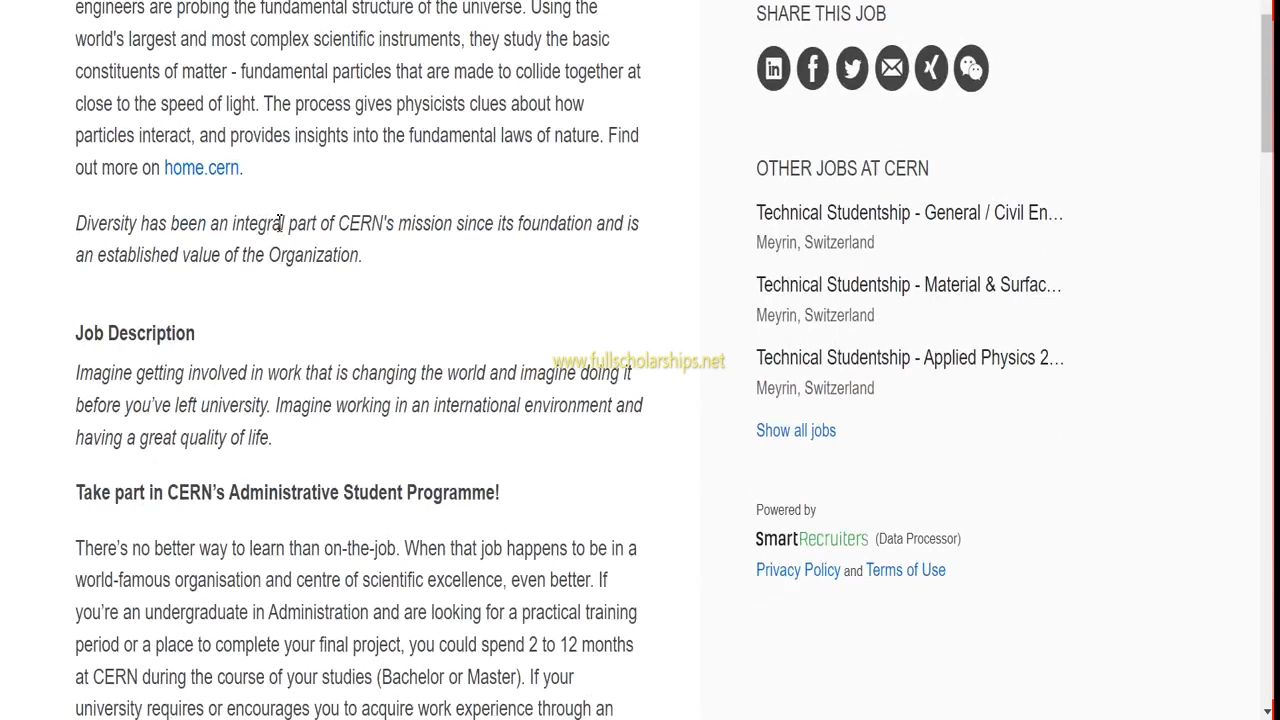 engineers are probing the fundamental structure of the universe. Using the
world's largest and most complex scientific instruments, they study the basic
constituents of matter - fundamental particles that are made to collide together at
close to the speed of light. The process gives physicists clues about how
particles interact, and provides insights into the fundamental laws of nature. Find
out more on home.cern.
Diversity has been an integral part of CERN's mission since its foundation and is
an established value of the Organization.
Job Description
Imagine getting involved in work that is changing the world and imagine doing it
before you’ve left university. Imagine working in an international environment and
having a great quality of life.
Take part in CERN’s Administrative Student Programme!
There’s no better way to learn than on-the-job. When that job happens to be in a
world-famous organisation and centre of scientific excellence, even better. If
you’re an undergraduate in Administration and are looking for a practical training
period or a place to complete your final project, you could spend 2 to 12 months
at CERN during the course of your studies (Bachelor or Master). If your
university requires or encourages you to acquire work experience through an
www.fullscholarships.net
SHARE THIS JOB
OTHER JOBS AT CERN
Technical Studentship - General / Civil En…
Meyrin, Switzerland
Technical Studentship - Material & Surfac…
Meyrin, Switzerland
Technical Studentship - Applied Physics 2…
Meyrin, Switzerland
Show all jobs
Powered by
SmartRecruiters (Data Processor)
Privacy Policy and Terms of Use